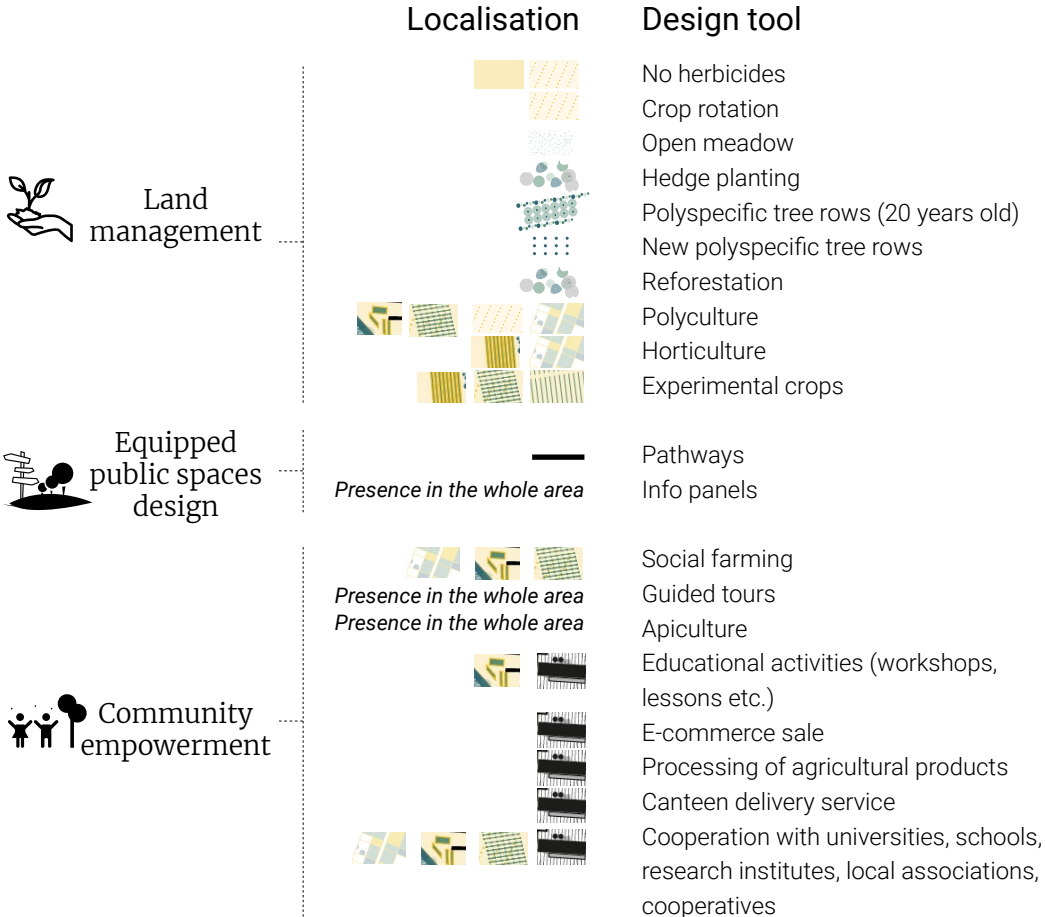 Localisation
Design tool
Land
management
No herbicides
Crop rotation
Open meadow
Hedge planting
Polyspecific tree rows (20 years old)
New polyspecific tree rows
Reforestation
Polyculture
Horticulture
Experimental crops
Equipped
public spaces
design
Pathways
Presence in the whole area
Info panels
Community
empowerment
Social farming
Presence in the whole area
Guided tours
Presence in the whole area
Apiculture
Educational activities (workshops,
lessons etc.)
E-commerce sale
Processing of agricultural products
Canteen delivery service
Cooperation with universities, schools,
research institutes, local associations,
cooperatives